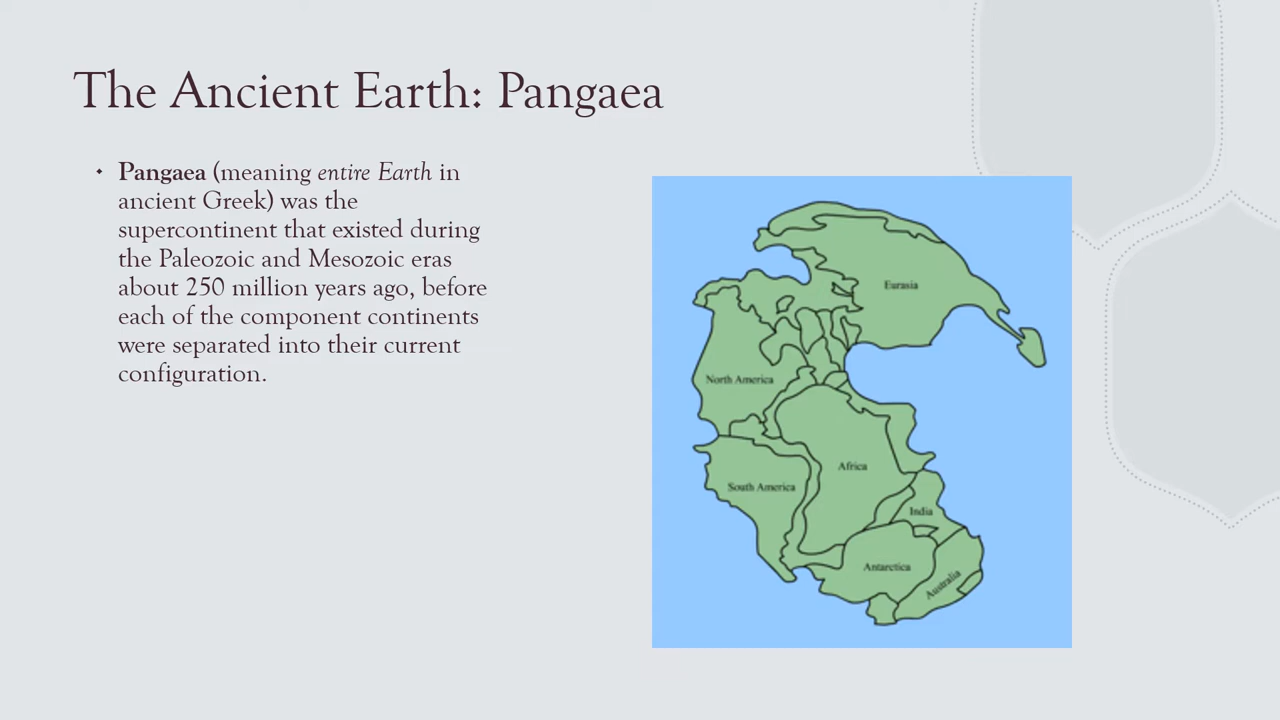 The Ancient Earth: Pangaea
Pangaea (meaning entire Earth in
ancient Greek) was the
supercontinent that existed during
the Paleozoic and Mesozoic eras
about 250 million years ago, before
each of the component continents
were separated into their current
configuration.
Eurasia
North America
Africa
South America
India
Antarctica
Australia